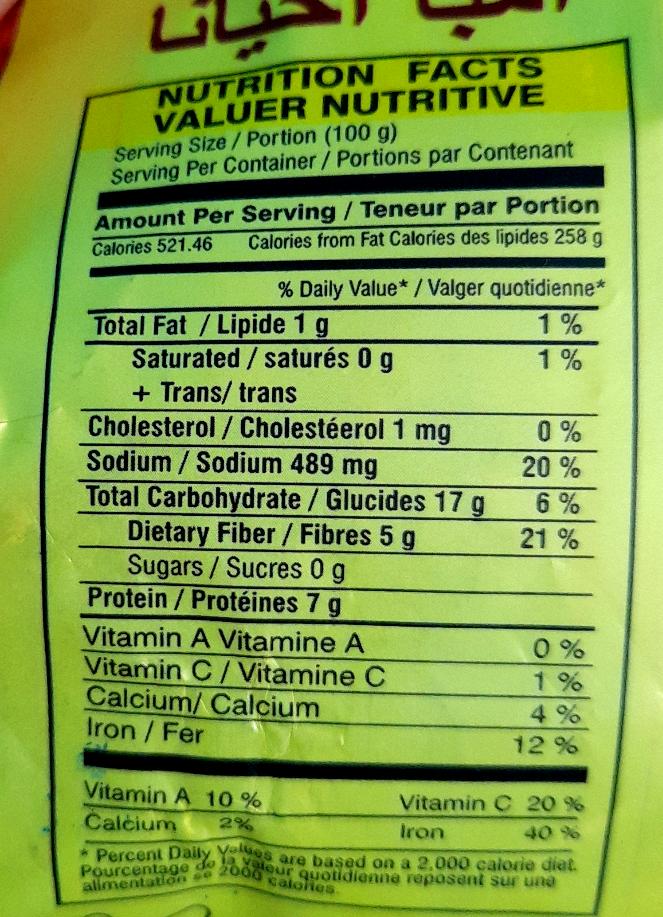 أحيانا
NUTRITION FACTS
VALUER NUTRITIVE
Serving Size / Portion (100 g)
Serving Per Container / Portions par Contenant
Amount Per Serving / Teneur par Portion
Calories 521.46 Calories from Fat Calories des lipides 258 g
% Daily Value* / Valger quotidienne*
Total Fat / Lipide 1 g 1 %
Saturated / saturés 0 g 1 %
+ Trans/ trans
Cholesterol / Cholestéerol 1 mg 0 %
Sodium / Sodium 489 mg 20 %
Total Carbohydrate / Glucides 17 g 6 %
Dietary Fiber / Fibres 5 g 21 %
Sugars / Sucres 0 g
Protein / Protéines 7 g
Vitamin A Vitamine A 0 %
Vitamin C / Vitamine C 1 %
Calcium/ Calcium 4 %
Iron / Fer 12 %
Vitamin A 10 % Vitamin C 20 %
Calcium 2% Iron 40 %
* Percent Daily Values are based on a 2,000 calorie diet.
Pourcentage de la valeur quotidienne reposent sur una
alimentation se 2000 calories